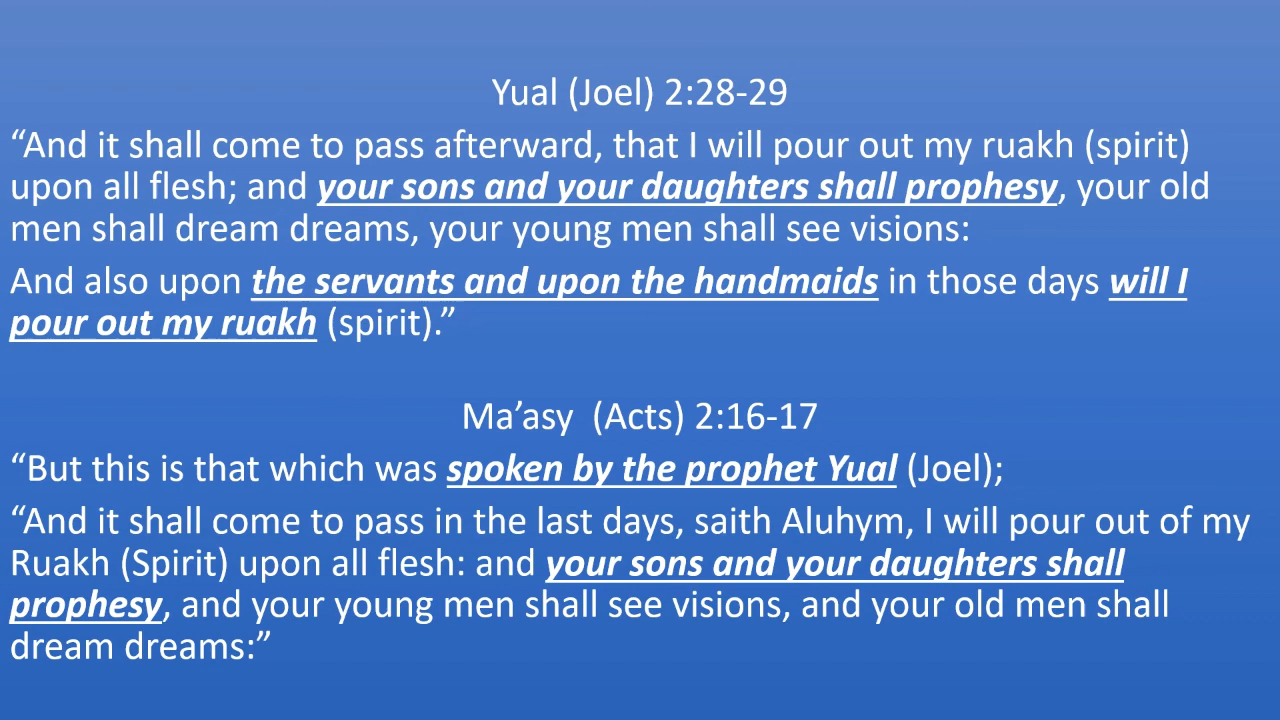 Yual (Joel) 2:28-29
“And it shall come to pass afterward, that I will pour out my ruakh (spirit)
upon all flesh; and your sons and your daughters shall prophesy, your old
men shall dream dreams, your young men shall see visions:
And also upon the servants and upon the handmaids in those days will I
pour out my ruakh (spirit).”
Ma’asy  (Acts) 2:16-17
“But this is that which was spoken by the prophet Yual (Joel);
“And it shall come to pass in the last days, saith Aluhym, I will pour out of my
Ruakh (Spirit) upon all flesh: and your sons and your daughters shall
prophesy, and your young men shall see visions, and your old men shall
dream dreams:”